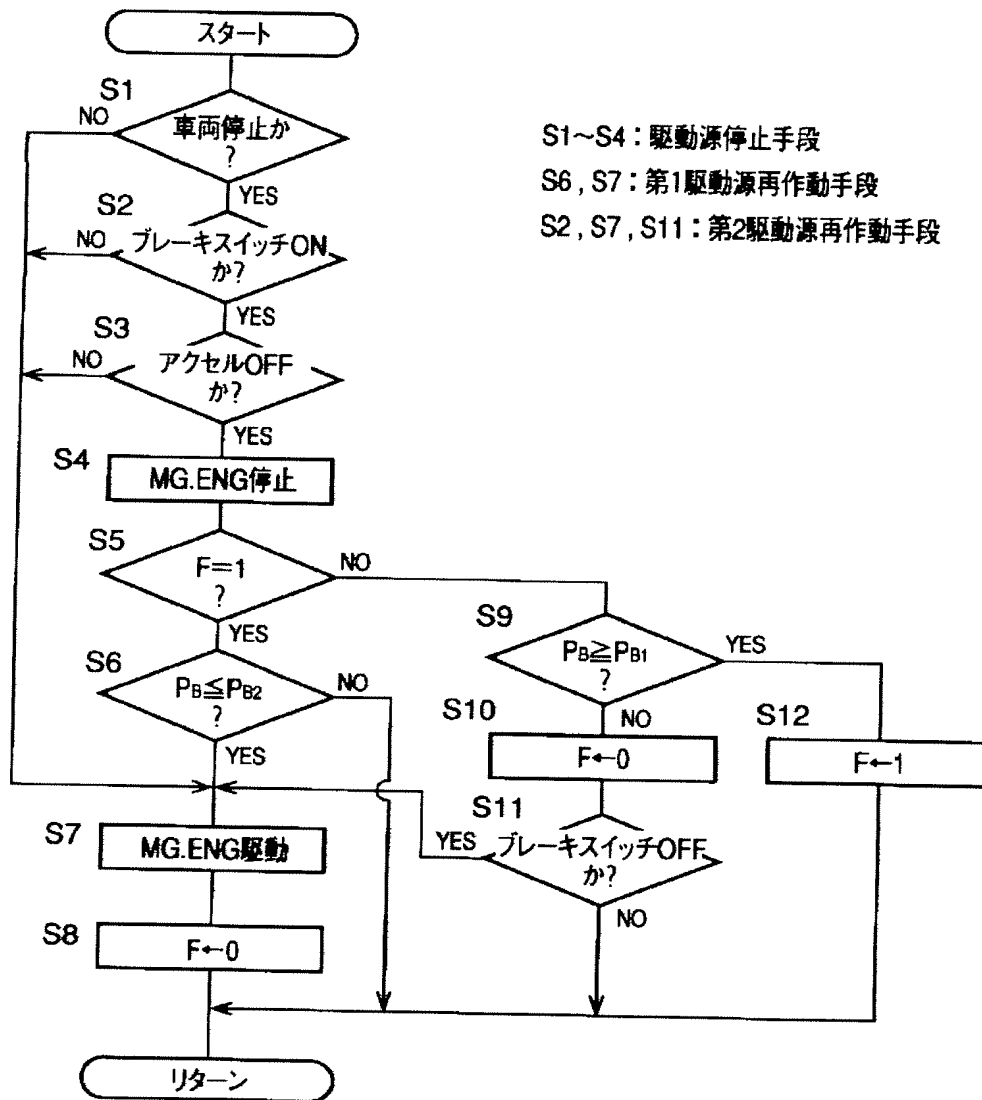 スタート
S1
NO
車両停止か
?
YES
S1~S4:駆動源停止手段
S6,S7:第1駆動源再作動手段
S2,S7,S11:第2駆動源再作動手段
S2
NO
ブレーキスイッチON
か?
YES
S3
NO
アクセルOFF
か?
YES
S4
MG.ENG停止
S5
F=1
?
NO
YES
S6
PB≦PB2
?
NO
YES
S9
PB≧PB1
?
YES
NO
S10
F←0
S12
F←1
S11
YES
ブレーキスイッチOFF
か?
NO
S7
MG.ENG駆動
S8
F←0
リターン